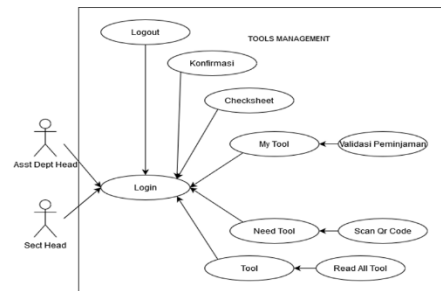 Logout
TOOLS MANAGEMENT
Konfirmasi
Checksheet
My Tool
Validasi Peminjaman
Asst Dept Head
Login
Sect Head
Need Tool
Scan Qr Code
Tool
Read All Tool